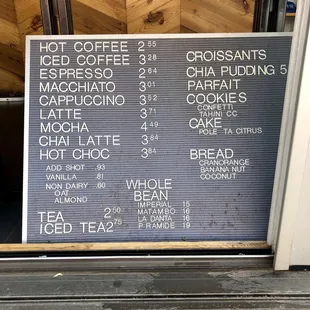 HOT COFFEE 2.55
ICED COFFEE 3.28
ESPRESSO 2.64
MACCHIATO 3.01
CAPPUCCINO 3.52
LATTE 3.71
MOCHA 4.49
CHAI LATTE 3.84
HOT CHOC 3.84
ADD SHOT .93
VANILLA .81
NON DAIRY .60
OAT
ALMOND
TEA 2.50
ICED TEA 2.75
WHOLE
BEAN
IMPERIAL 15
MATAMBO 16
LA DANTA 16
PIRAMIDE 19
CROISSANTS
CHIA PUDDING 5
PARFAIT
COOKIES
CONFETTI
TAHINI CC
CAKE
POLE TA CITRUS
BREAD
CRANORANGE
BANANA NUT
COCONUT